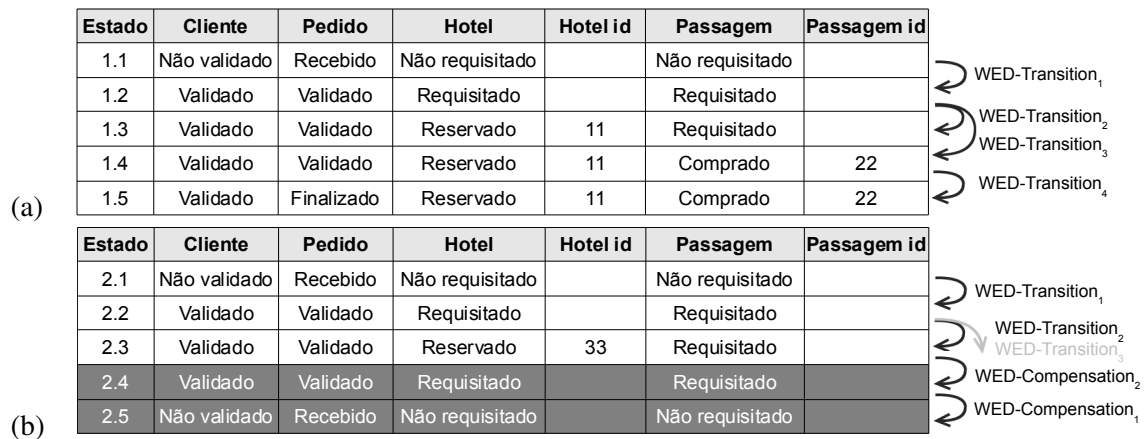 Estado Cliente Pedido Hotel Hotel id Passagem Passagem id
1.1 Não validado Recebido Não requisitado Não requisitado
WED-Transition1
1.2 Validado Validado Requisitado Requisitado
WED-Transition2
1.3 Validado Validado Reservado 11 Requisitado
WED-Transition3
1.4 Validado Validado Reservado 11 Comprado 22
WED-Transition4
(a) 1.5 Validado Finalizado Reservado 11 Comprado 22
Estado Cliente Pedido Hotel Hotel id Passagem Passagem id
2.1 Não validado Recebido Não requisitado Não requisitado
WED-Transition1
2.2 Validado Validado Requisitado Requisitado
WED-Transition2
2.3 Validado Validado Reservado 33 Requisitado
WED-Transition3
2.4 Validado Validado Requisitado Requisitado
WED-Compensation2
(b) 2.5 Não validado Recebido Não requisitado Não requisitado
WED-Compensation1